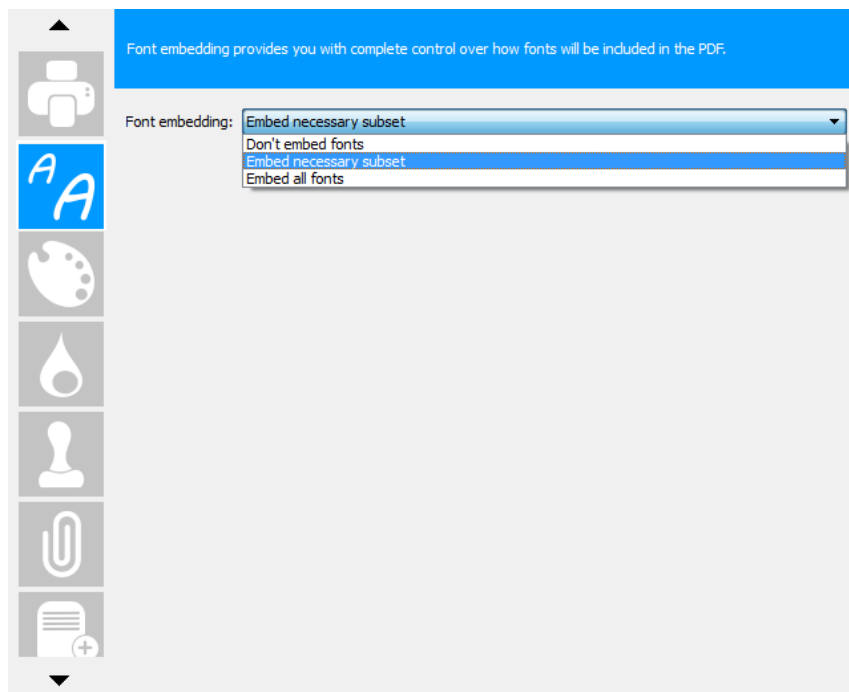 Font embedding provides you with complete control over how fonts will be included in the PDF.
Font embedding: Embed necessary subset
Don't embed fonts
Embed necessary subset
Embed all fonts
A A